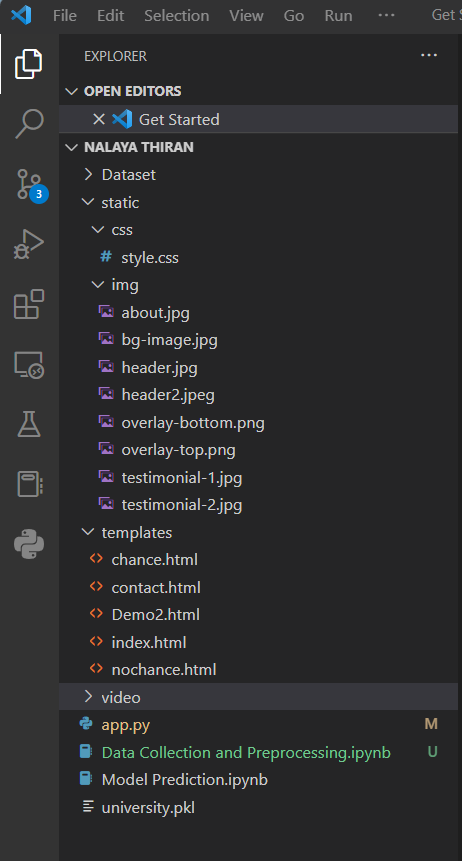 File Edit Selection View Go Run ··· Get S
EXPLORER ···
OPEN EDITORS
Get Started
NALAYA THIRAN
Dataset
static
css
# style.css
img
about.jpg
bg-image.jpg
header.jpg
header2.jpeg
overlay-bottom.png
overlay-top.png
testimonial-1.jpg
testimonial-2.jpg
templates
<> chance.html
<> contact.html
<> Demo2.html
<> index.html
<> nochance.html
video
app.py M
Data Collection and Preprocessing.ipynb U
Model Prediction.ipynb
university.pkl
3